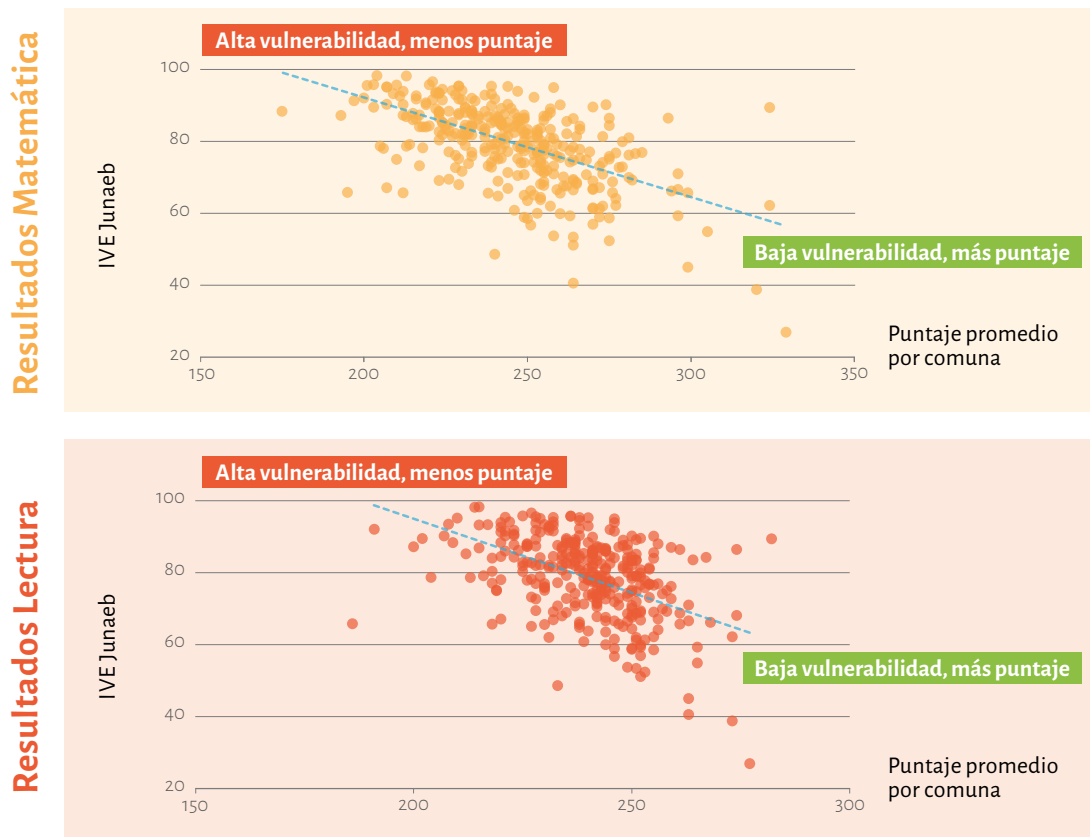 Resultados Matemática
Alta vulnerabilidad, menos puntaje
100
80
60
40
20
IVE Junaeb
Baja vulnerabilidad, más puntaje
Puntaje promedio
por comuna
150
200
250
300
350
Resultados Lectura
Alta vulnerabilidad, menos puntaje
100
80
60
40
20
IVE Junaeb
Baja vulnerabilidad, más puntaje
Puntaje promedio
por comuna
150
200
250
300